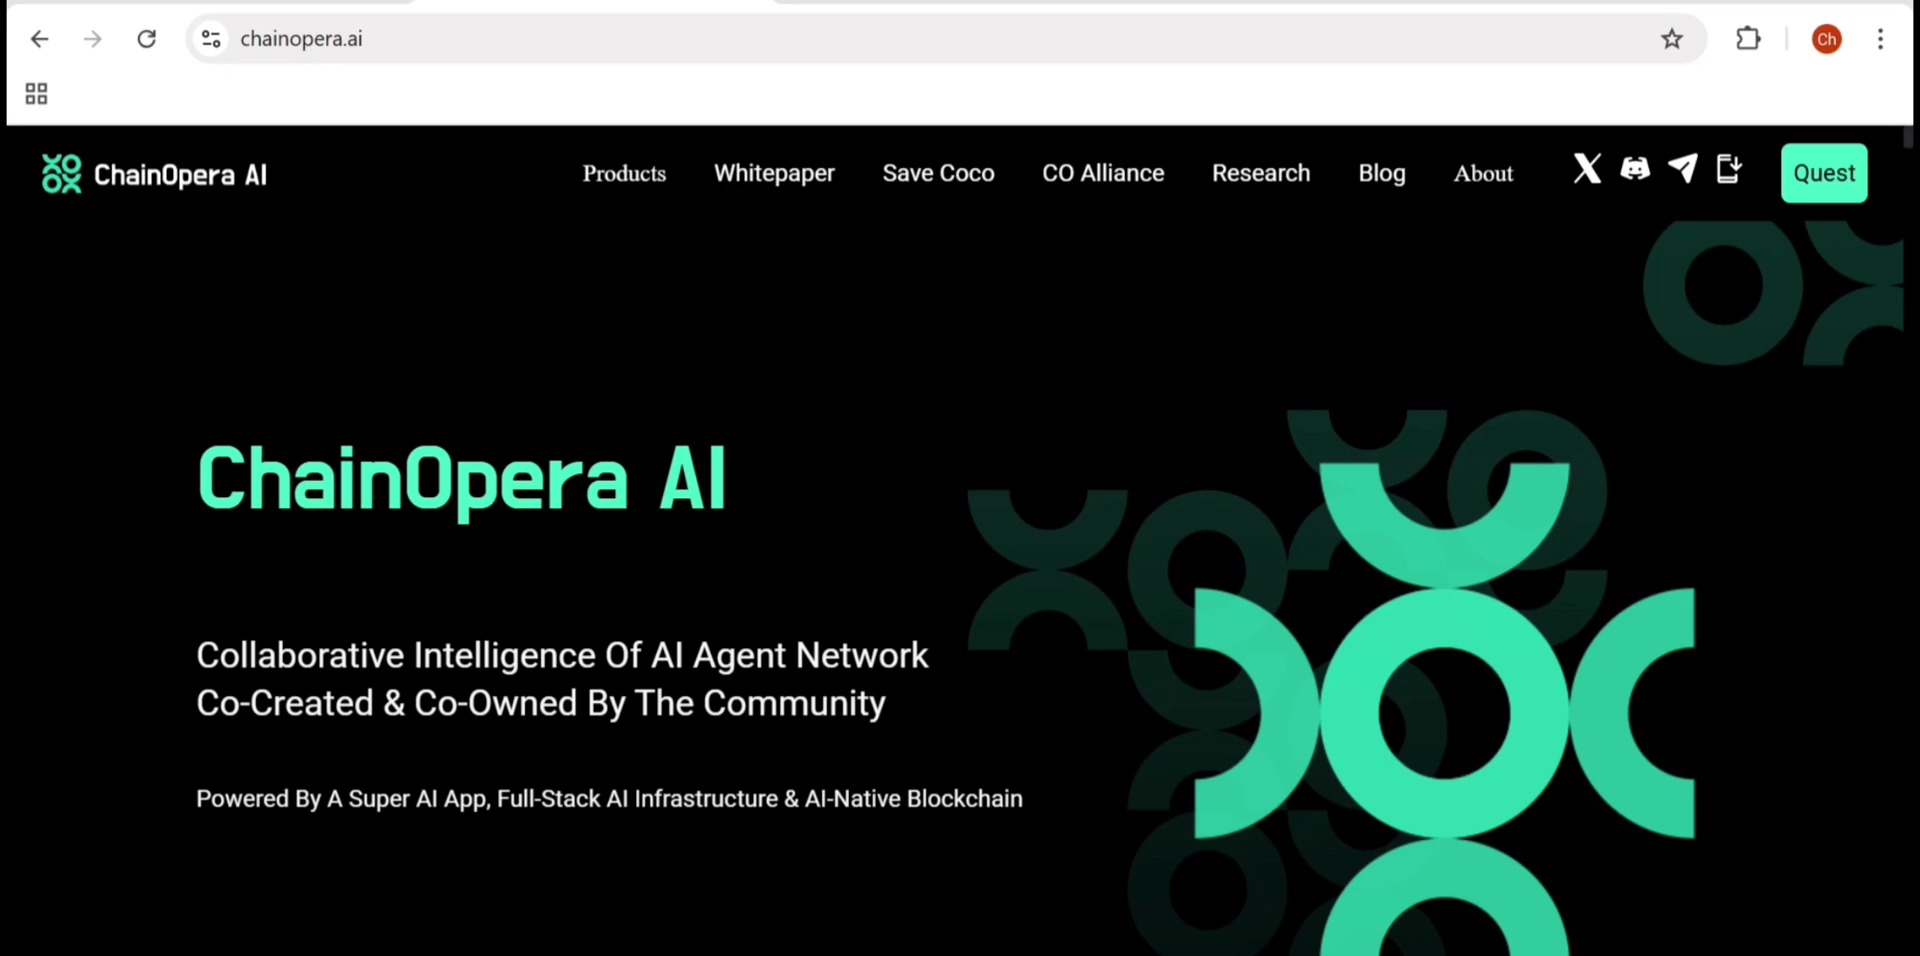 chainopera.ai
Ch
ChainOpera AI
Products Whitepaper Save Coco CO Alliance Research Blog About Quest
ChainOpera AI
Collaborative Intelligence Of AI Agent Network
Co-Created & Co-Owned By The Community
Powered By A Super AI App, Full-Stack AI Infrastructure & AI-Native Blockchain